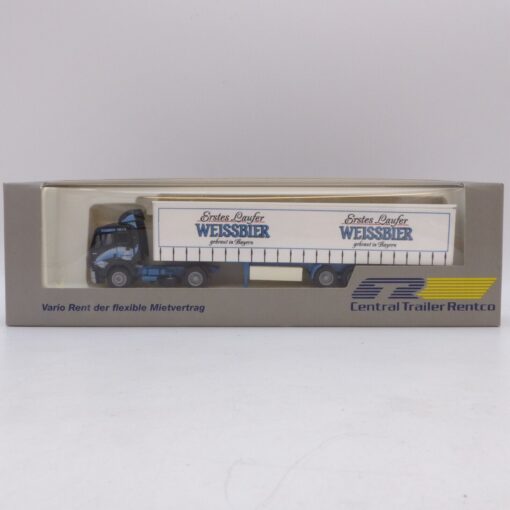 Erstes Laufer
WEISSBIER
gebraut in Bayern
Erstes Laufer
WEISSBIER
gebraut in Bayern
Vario Rent der flexible Mietvertrag
Central Trailer Rentco